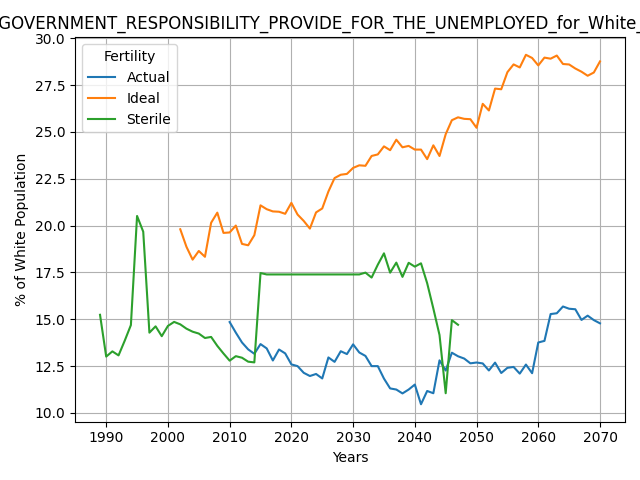 GOVERNMENT_RESPONSIBILITY_PROVIDE_FOR_THE_UNEMPLOYED_for_White_
Fertility
Actual
Ideal
Sterile
% of White Population
30.0
27.5
25.0
22.5
20.0
17.5
15.0
12.5
10.0
1990 2000 2010 2020 2030 2040 2050 2060 2070
Years